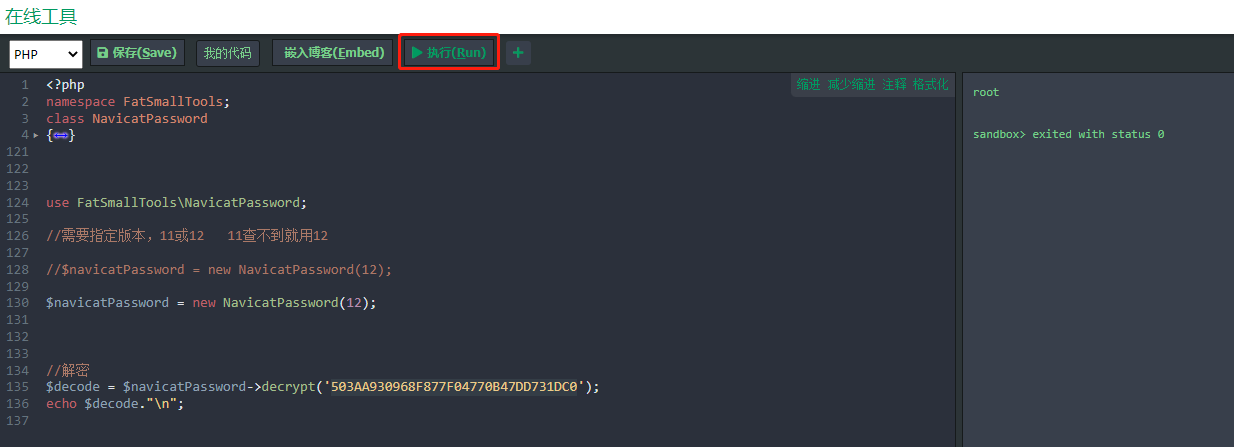 在线工具
PHP 保存(Save) 我的代码 嵌入博客(Embed) 执行(Run) +
缩进 减少缩进 注释 格式化
1 <?php
2 namespace FatSmallTools;
3 class NavicatPassword
4 {}
121
122
123
124 use FatSmallTools\NavicatPassword;
125
126 //需要指定版本，11或12   11查不到就用12
127
128 //$navicatPassword = new NavicatPassword(12);
129
130 $navicatPassword = new NavicatPassword(12);
131
132
133
134 //解密
135 $decode = $navicatPassword->decrypt('503AA930968F877F04770B47DD731DC0');
136 echo $decode."\n";
137
root
sandbox> exited with status 0